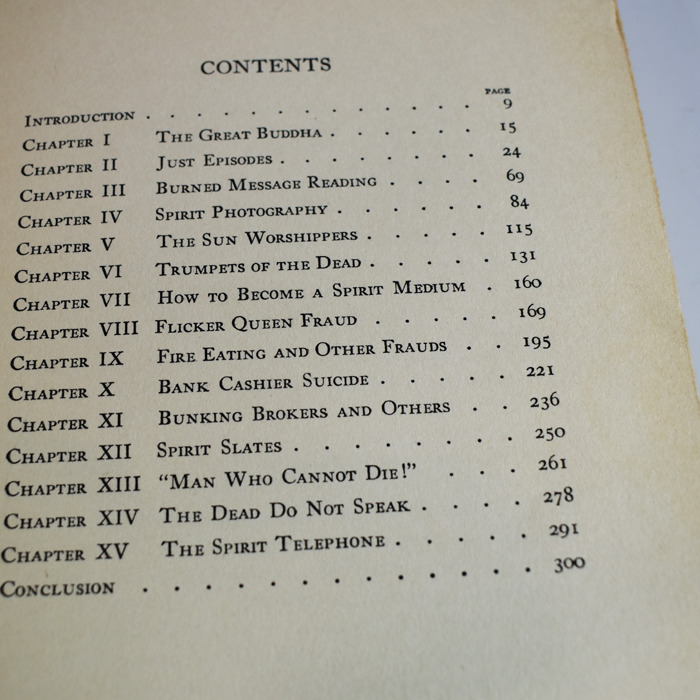 CONTENTS
PAGE
INTRODUCTION . . . . . . . . . . . . . 9
CHAPTER I THE GREAT BUDDHA . . . . . . 15
CHAPTER II JUST EPISODES . . . . . . . 24
CHAPTER III BURNED MESSAGE READING . . . . 69
CHAPTER IV SPIRIT PHOTOGRAPHY . . . . . . 84
CHAPTER V THE SUN WORSHIPPERS . . . . . 115
CHAPTER VI TRUMPETS OF THE DEAD . . . . . 131
CHAPTER VII HOW TO BECOME A SPIRIT MEDIUM . 160
CHAPTER VIII FLICKER QUEEN FRAUD . . . . . 169
CHAPTER IX FIRE EATING AND OTHER FRAUDS . . 195
CHAPTER X BANK CASHIER SUICIDE . . . . . 221
CHAPTER XI BUNKING BROKERS AND OTHERS . . 236
CHAPTER XII SPIRIT SLATES . . . . . . . . 250
CHAPTER XIII “MAN WHO CANNOT DIE!” . . . 261
CHAPTER XIV THE DEAD DO NOT SPEAK . . . . 278
CHAPTER XV THE SPIRIT TELEPHONE . . . . . 291
CONCLUSION . . . . . . . . . . . . . 300